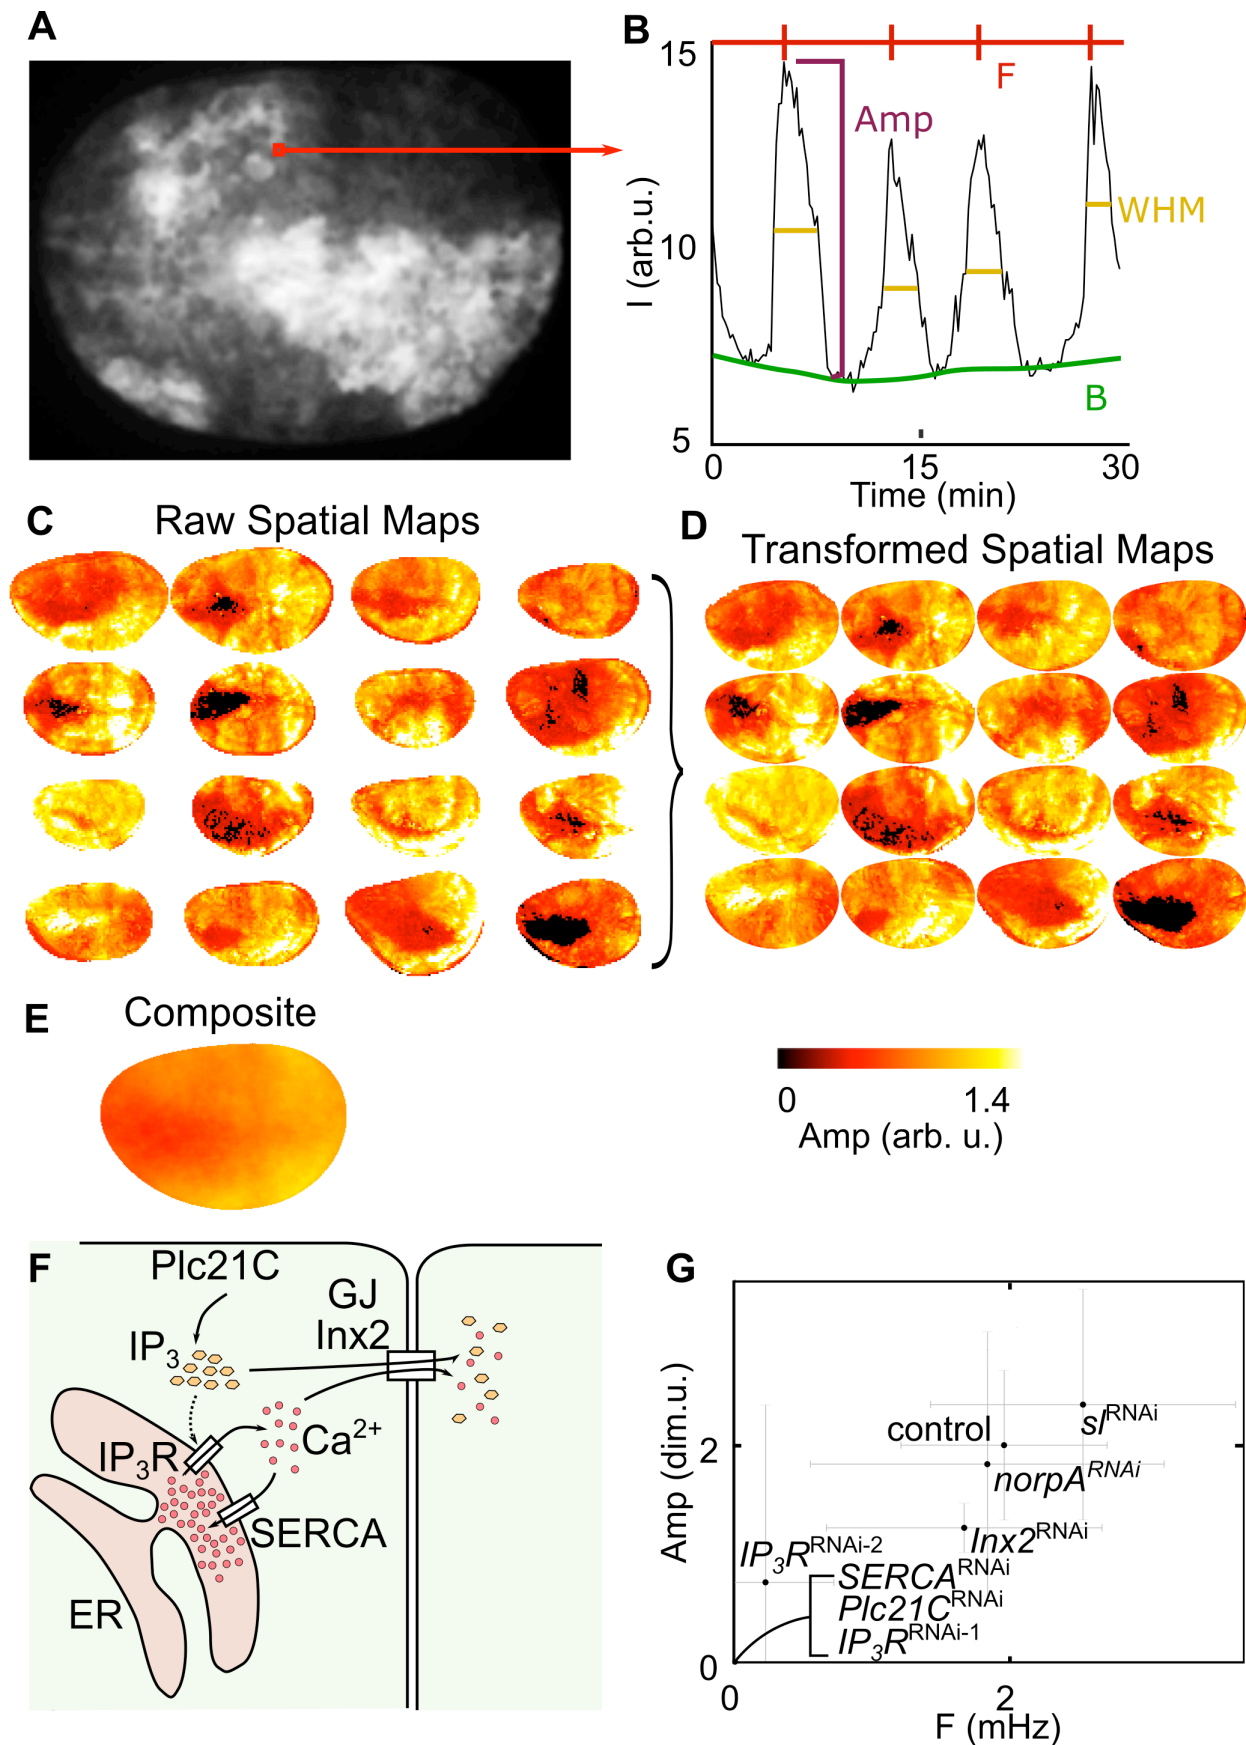 A
B
15
F
Amp
WHM
10
I (arb.u.)
B
5
0
15
30
Time (min)
C
Raw Spatial Maps
D
Transformed Spatial Maps
E
Composite
0
1.4
Amp (arb. u.)
F
Plc21C
GJ
Inx2
IP3
IP3R
Ca2+
SERCA
ER
G
Amp (dim.u.)
2
control
slRNAi
norpARNAi
Inx2RNAi
IP3RRNAi-2
SERCARNAi
Plc21CRNAi
IP3RRNAi-1
0
0
2
F (mHz)